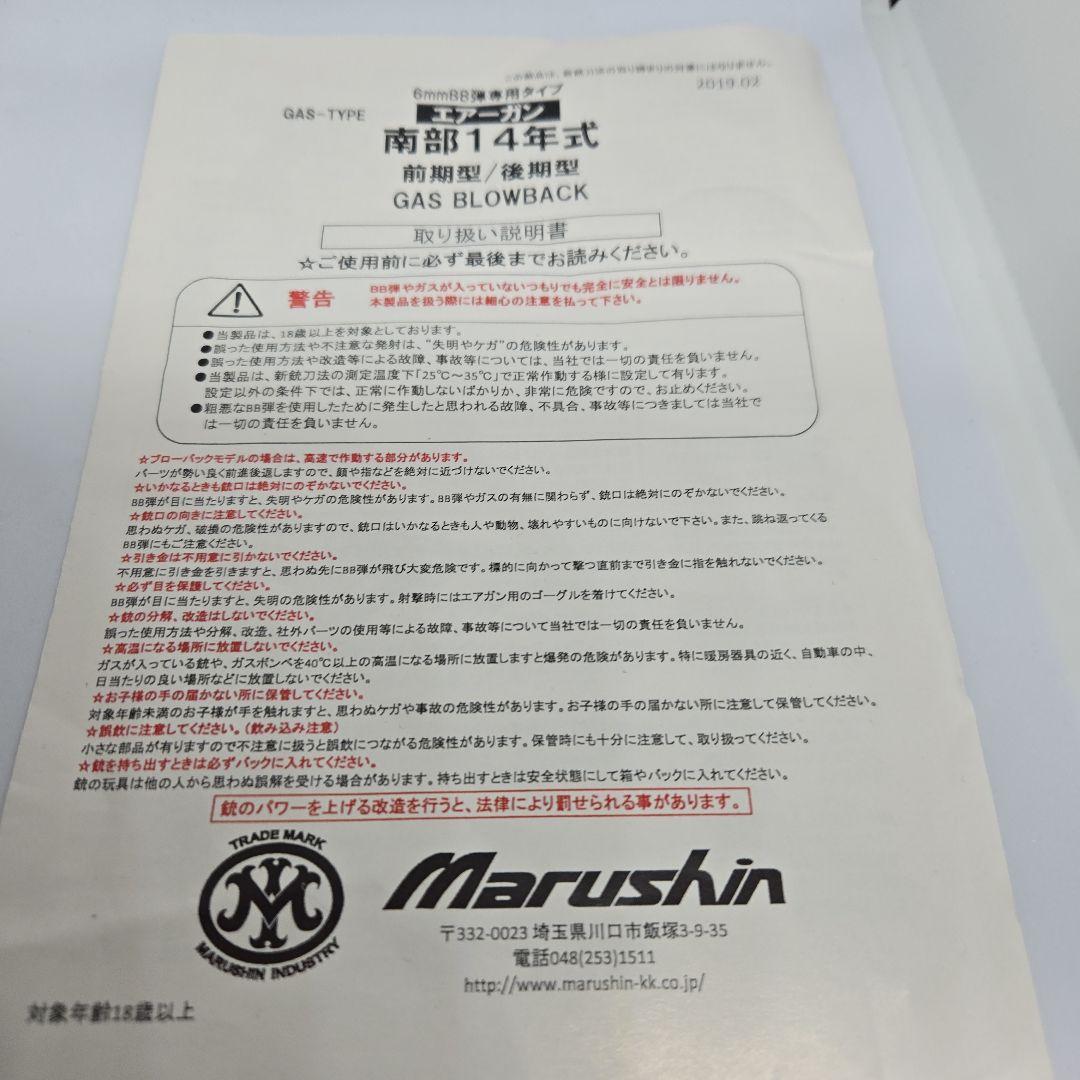 この製品は、新銃刀法の取り締まりの対象にはなりません。
2019.02
6mmBB弾専用タイプ
GAS-TYPE
エアーガン
南部14年式
前期型/後期型
GAS BLOWBACK
取り扱い説明書
☆ご使用前に必ず最後までお読みください。
警告
BB弾やガスが入っていないつもりでも完全に安全とは限りません。
本製品を扱う際には細心の注意を払って下さい。
●当製品は、18歳以上を対象としております。
●誤った使用方法や不注意な発射は、“失明やケガ”の危険性があります。
●誤った使用方法や改造等による故障、事故等については、当社では一切の責任を負いません。
●当製品は、新銃刀法の測定温度下「25℃～35℃」で正常作動する様に設定して有ります。
設定以外の条件下では、正常に作動しないばかりか、非常に危険ですので、お止めください。
●粗悪なBB弾を使用したために発生したと思われる故障、不具合、事故等につきましては当社で
は一切の責任を負いません。
☆ブローバックモデルの場合は、高速で作動する部分があります。
パーツが勢い良く前進後退しますので、顔や指などを絶対に近づけないでください。
☆いかなるときも銃口は絶対にのぞかないでください。
BB弾が目に当たりますと、失明やケガの危険性があります。BB弾やガスの有無に関わらず、銃口は絶対にのぞかないでください。
☆銃口の向きに注意してください。
思わぬケガ、破損の危険性がありますので、銃口はいかなるときも人や動物、壊れやすいものに向けないで下さい。また、跳ね返ってくる
BB弾にもご注意ください。
☆引き金は不用意に引かないでください。
不用意に引き金を引きますと、思わぬ先にBB弾が飛び大変危険です。標的に向かって撃つ直前まで引き金に指を触れないでください。
☆必ず目を保護してください。
BB弾が目に当たりますと、失明の危険性があります。射撃時にはエアガン用のゴーグルを着けてください。
☆銃の分解、改造はしないでください。
誤った使用方法や分解、改造、社外パーツの使用等による故障、事故等について当社では一切の責任を負いません。
☆高温になる場所に放置しないでください。
ガスが入っている銃や、ガスボンベを40℃以上の高温になる場所に放置しますと爆発の危険があります。特に暖房器具の近く、自動車の中、
日当たりの良い場所などに放置しないでください。
☆お子様の手の届かない所に保管してください。
対象年齢未満のお子様が手を触れますと、思わぬケガや事故の危険性があります。お子様の手の届かない所に注意して保管してください。
☆誤飲に注意してください。(飲み込み注意)
小さな部品が有りますので不注意に扱うと誤飲につながる危険性があります。保管時にも十分に注意して、取り扱ってください。
☆銃を持ち出すときは必ずバックに入れてください。
銃の玩具は他の人から思わぬ誤解を受ける場合があります。持ち出すときは安全状態にして箱やバックに入れてください。
銃のパワーを上げる改造を行うと、法律により罰せられる事があります。
TRADE MARK
M
MARUSHIN INDUSTRY
Marushin
〒332-0023 埼玉県川口市飯塚3-9-35
電話048(253)1511
http://www.marushin-kk.co.jp/
対象年齢18歳以上